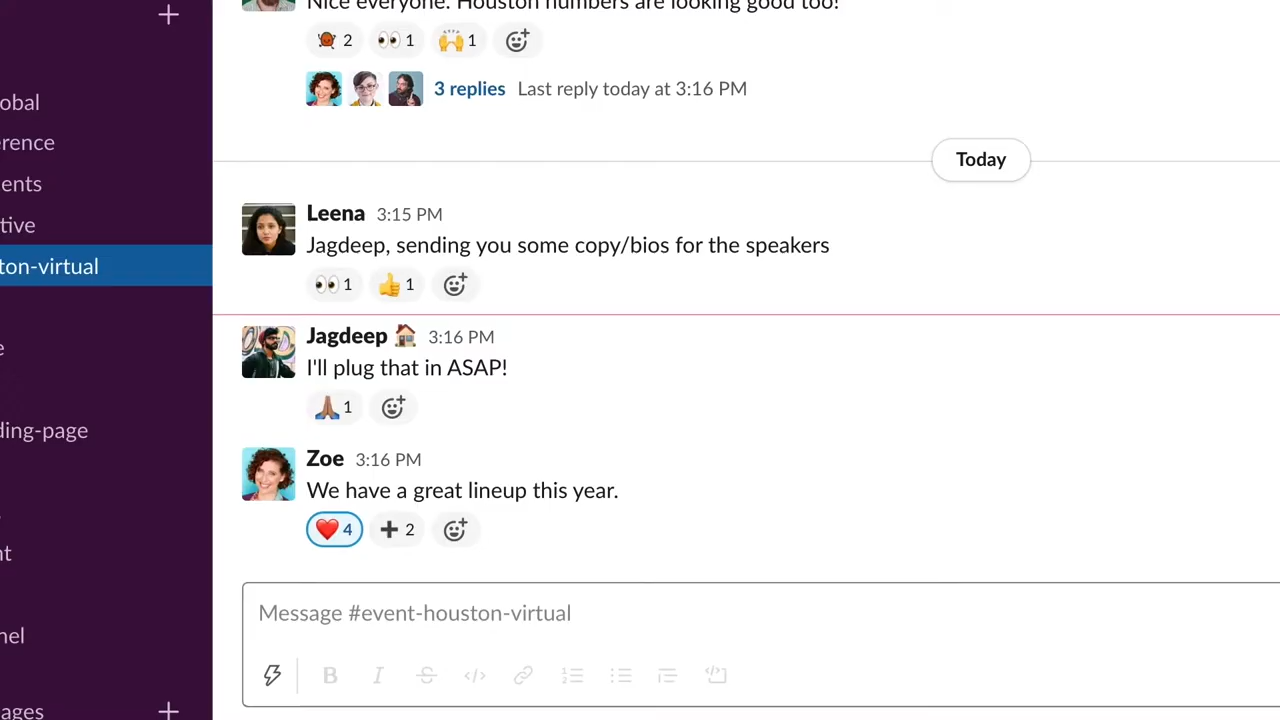 Nice everyone. Houston numbers are looking good too!
2 1 1
3 replies Last reply today at 3:16 PM
Today
Leena 3:15 PM
Jagdeep, sending you some copy/bios for the speakers
1 1
Jagdeep 3:16 PM
I'll plug that in ASAP!
1
Zoe 3:16 PM
We have a great lineup this year.
4 2
Message #event-houston-virtual
B I S </>
obal
erence
ents
tive
ton-virtual
e
ding-page
nt
nel
ages